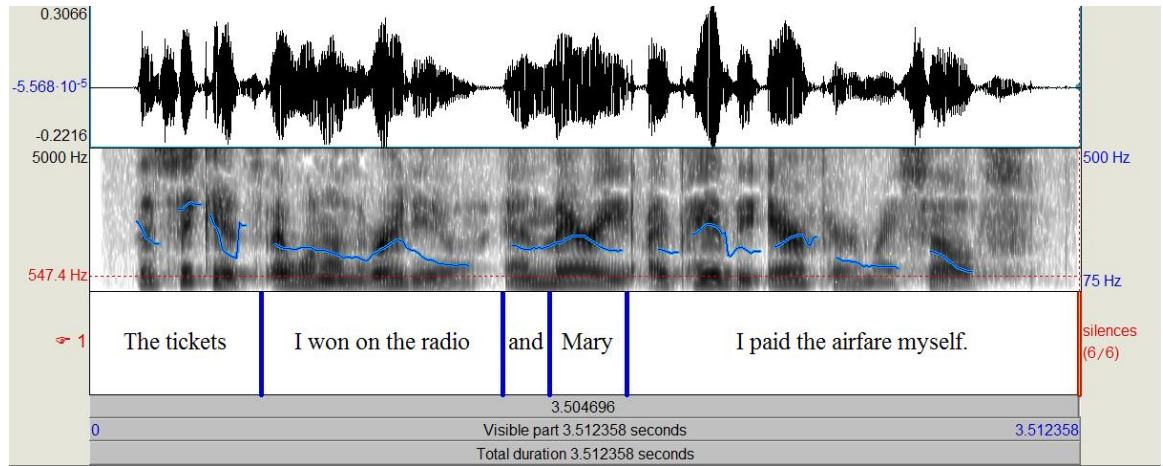 0.3066
-5.568·10-5
-0.2216
5000 Hz
500 Hz
547.4 Hz
75 Hz
☞ 1
The tickets
I won on the radio
and
Mary
I paid the airfare myself.
silences
(6/6)
3.504696
0
Visible part 3.512358 seconds
3.512358
Total duration 3.512358 seconds